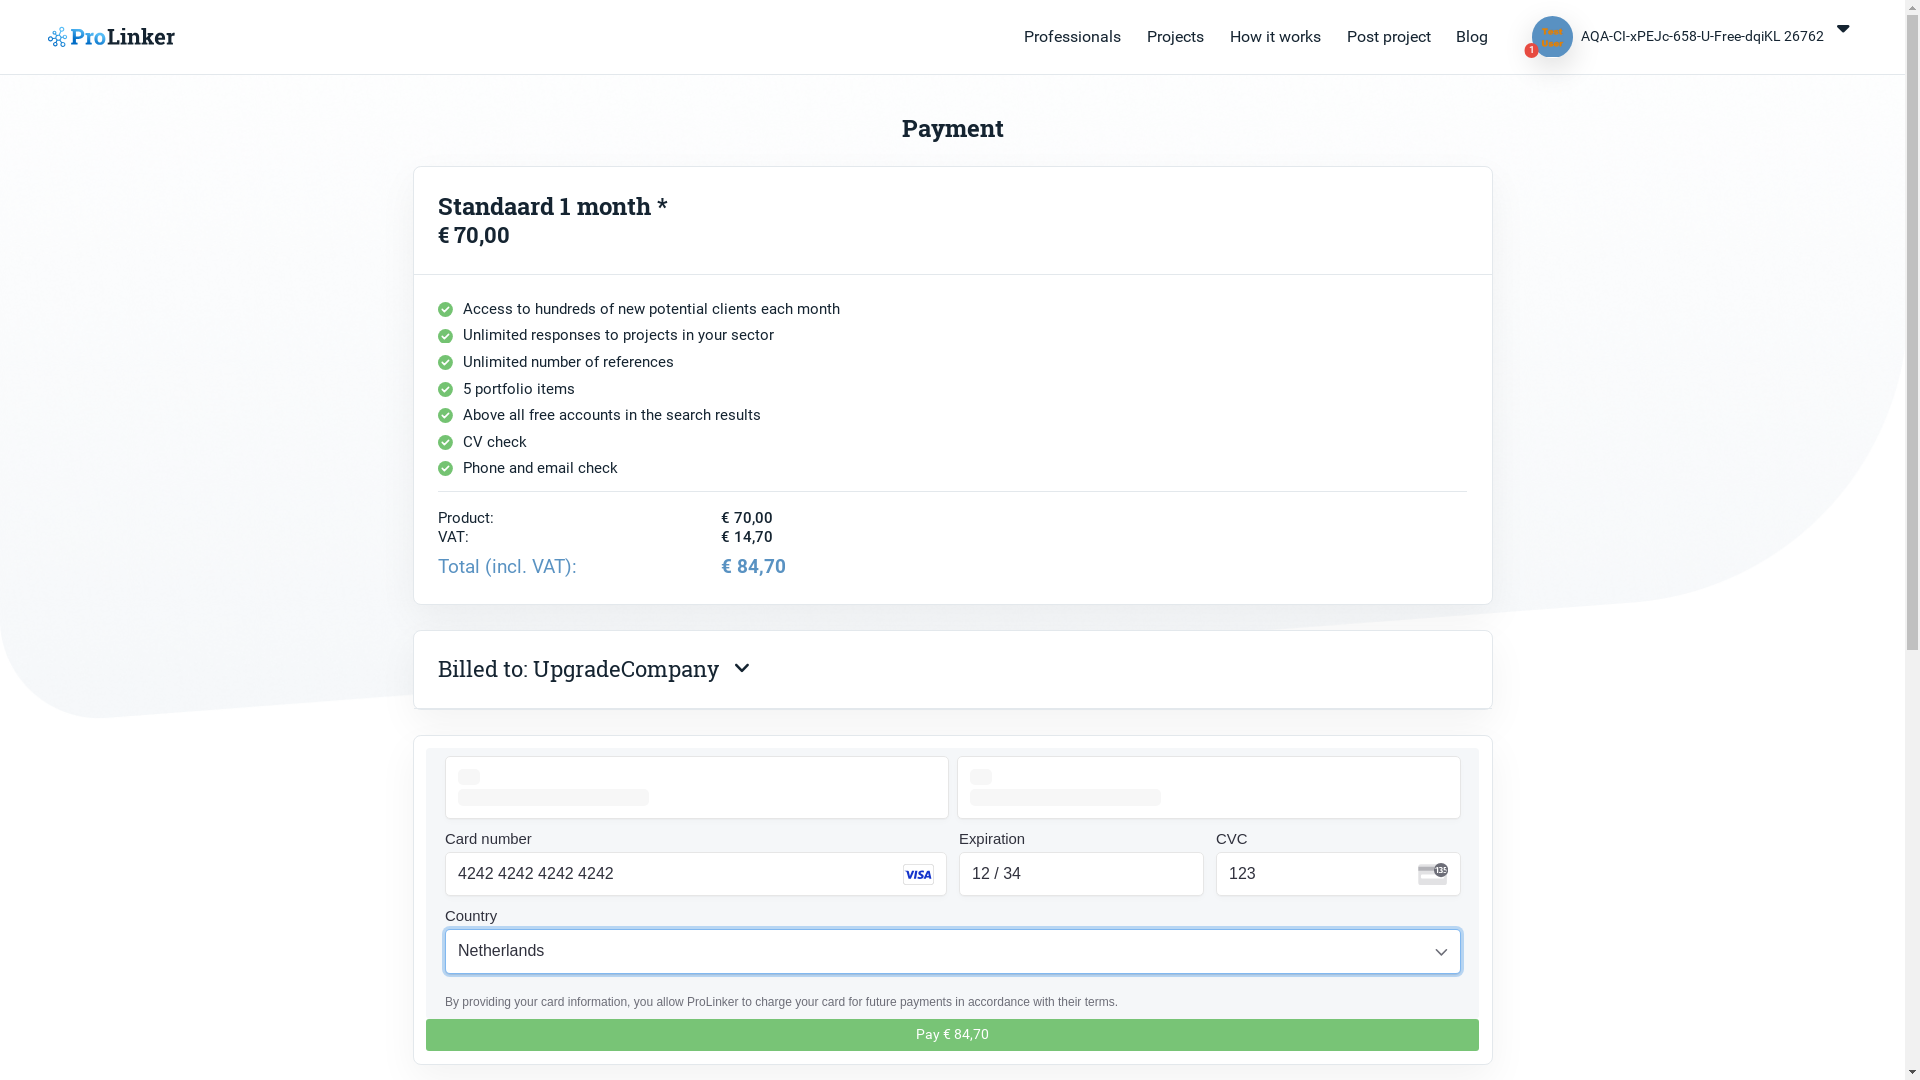 ProLinker
Professionals
Projects
How it works
Post project
Blog
Test
User
1
AQA-CI-xPEJc-658-U-Free-dqiKL 26762
Payment
Standaard 1 month *
€ 70,00
Access to hundreds of new potential clients each month
Unlimited responses to projects in your sector
Unlimited number of references
5 portfolio items
Above all free accounts in the search results
CV check
Phone and email check
Product: € 70,00
VAT: € 14,70
Total (incl. VAT): € 84,70
Billed to: UpgradeCompany
Card number
4242 4242 4242 4242
VISA
Expiration
12 / 34
CVC
123
135
Country
Netherlands
By providing your card information, you allow ProLinker to charge your card for future payments in accordance with their terms.
Pay € 84,70